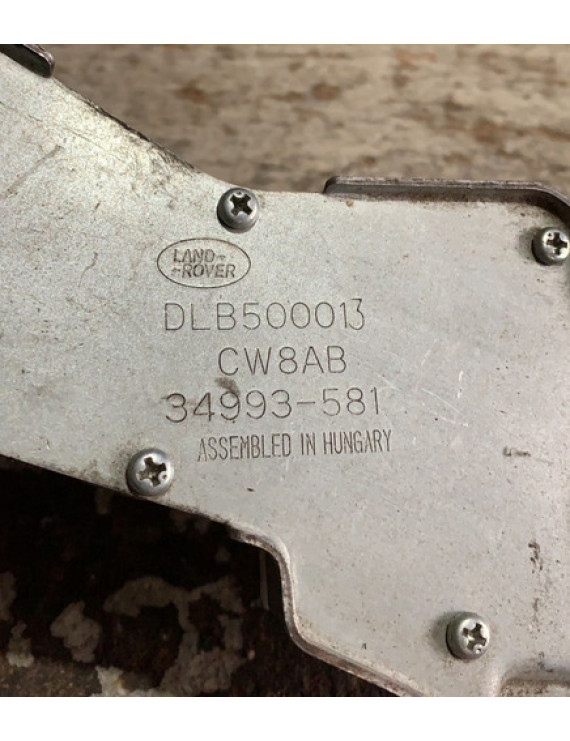 LAND
ROVER
DLB500013
CW8AB
34993-581
ASSEMBLED IN HUNGARY